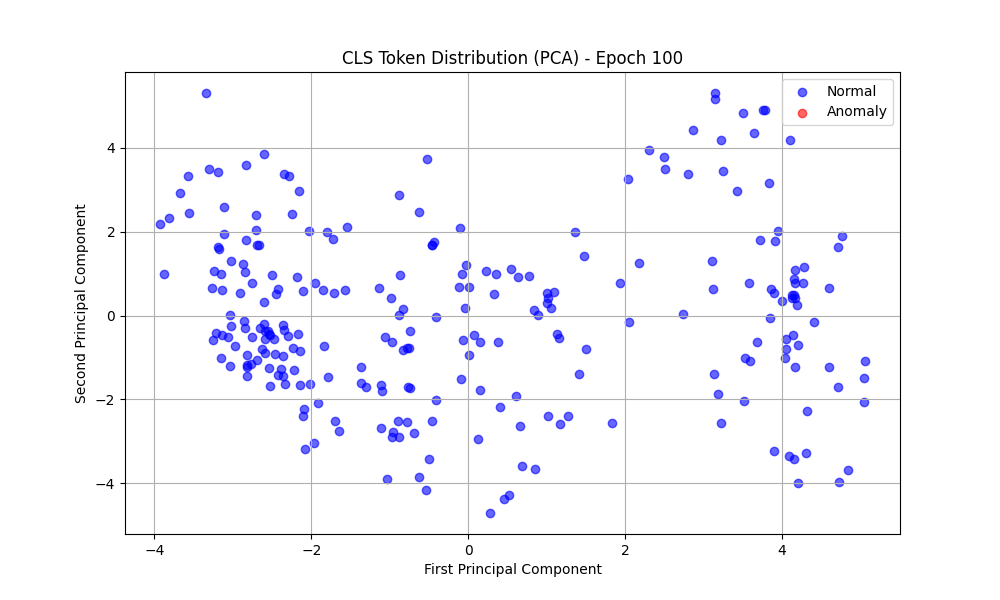 CLS Token Distribution (PCA) - Epoch 100
Normal
Anomaly
4
2
0
−2
−4
Second Principal Component
−4
−2
0
2
4
First Principal Component